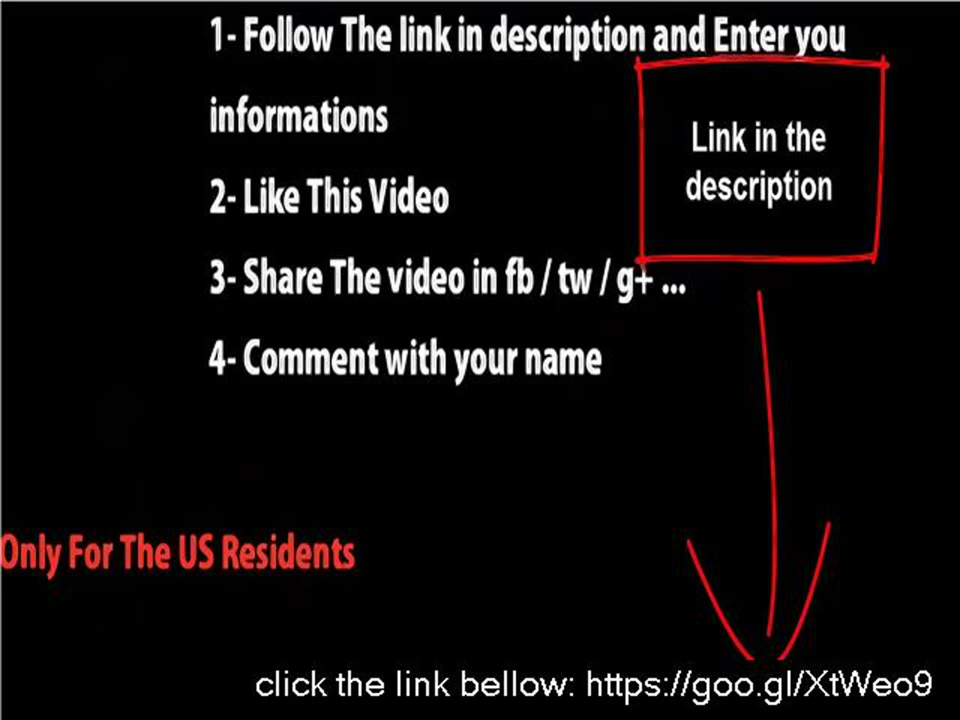 1- Follow The link in description and Enter you
informations
Link in the
description
2- Like This Video
3- Share The video in fb / tw / g+ ...
4- Comment with your name
Only For The US Residents
click the link bellow: https://goo.gl/XtWeo9